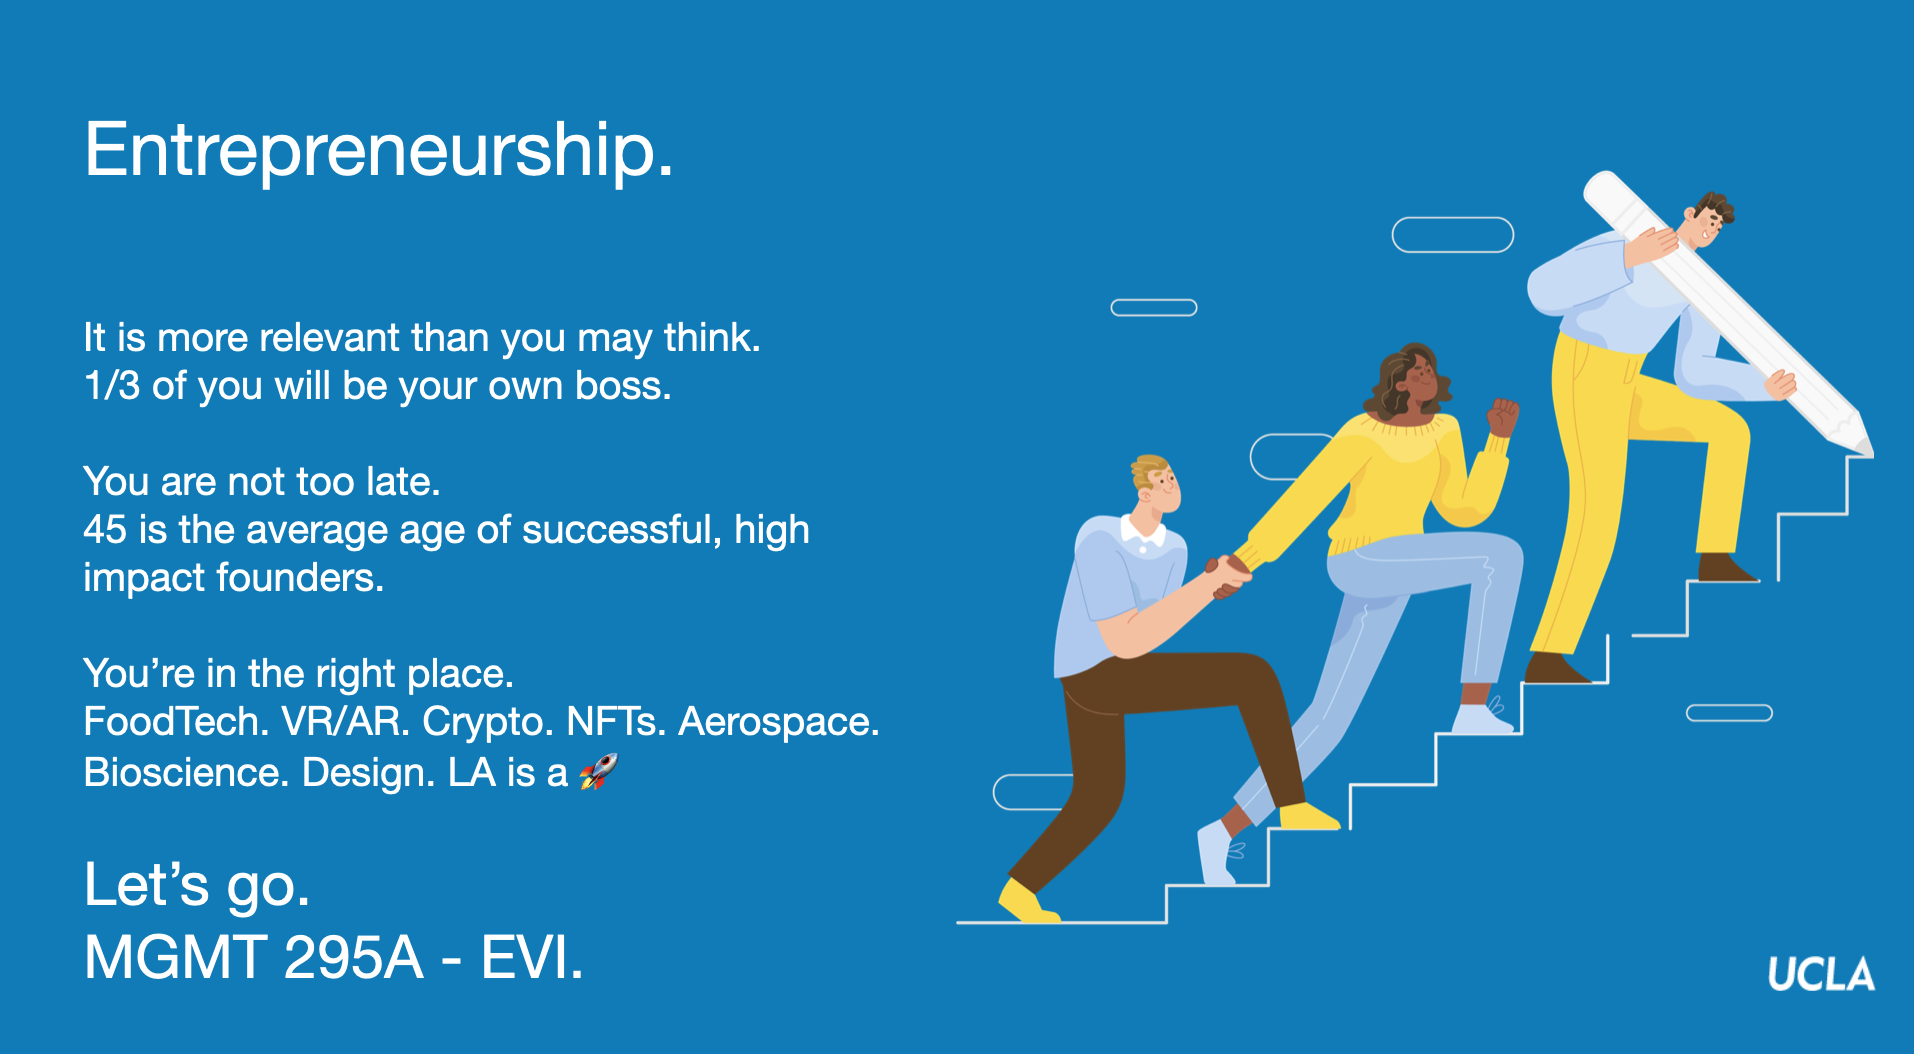 Entrepreneurship.
It is more relevant than you may think.
1/3 of you will be your own boss.
You are not too late.
45 is the average age of successful, high
impact founders.
You’re in the right place.
FoodTech. VR/AR. Crypto. NFTs. Aerospace.
Bioscience. Design. LA is a 🚀
Let’s go.
MGMT 295A - EVI.
UCLA